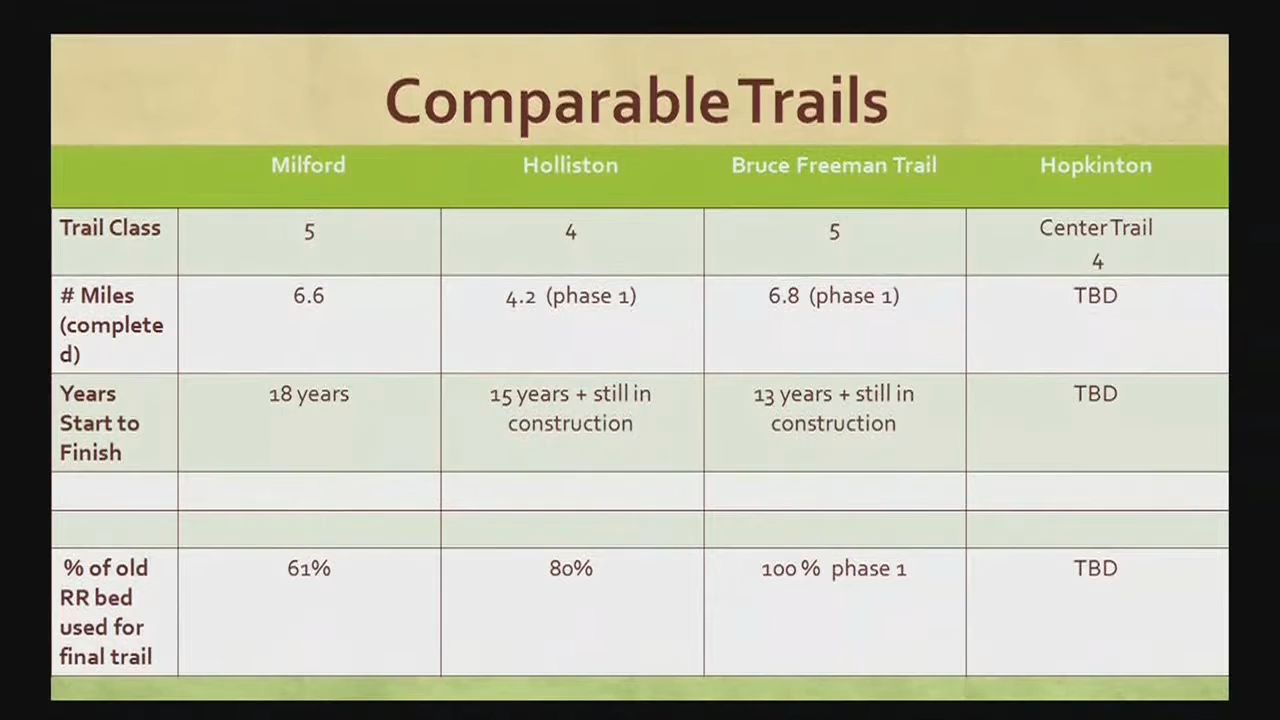 Comparable Trails
Milford Holliston Bruce Freeman Trail Hopkinton
Trail Class 5 4 5 Center Trail
4
# Miles 6.6 4.2 (phase 1) 6.8 (phase 1) TBD
(complete
d)
Years 18 years 15 years + still in 13 years + still in TBD
Start to construction construction
Finish
% of old 61% 80% 100 % phase 1 TBD
RR bed
used for
final trail